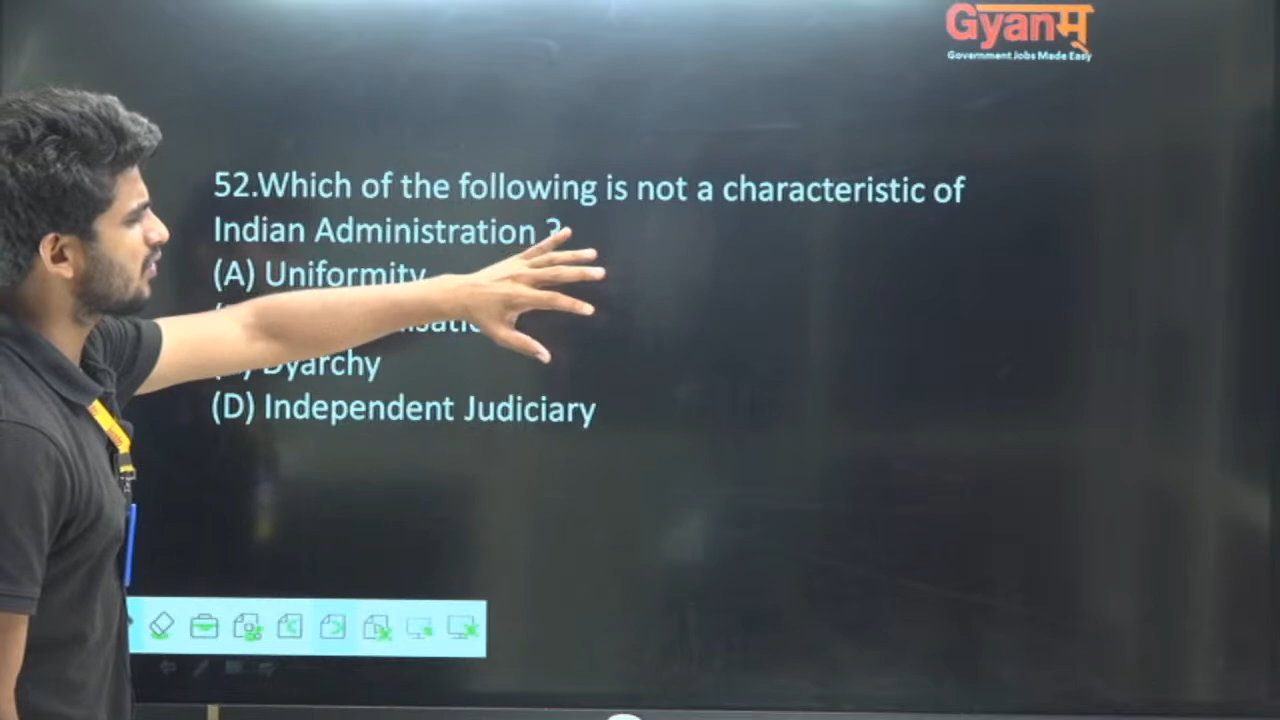 Gyanम्
Government Jobs Made Easy
52.Which of the following is not a characteristic of
Indian Administration ?
(A) Uniformity
Dyarchy
(D) Independent Judiciary